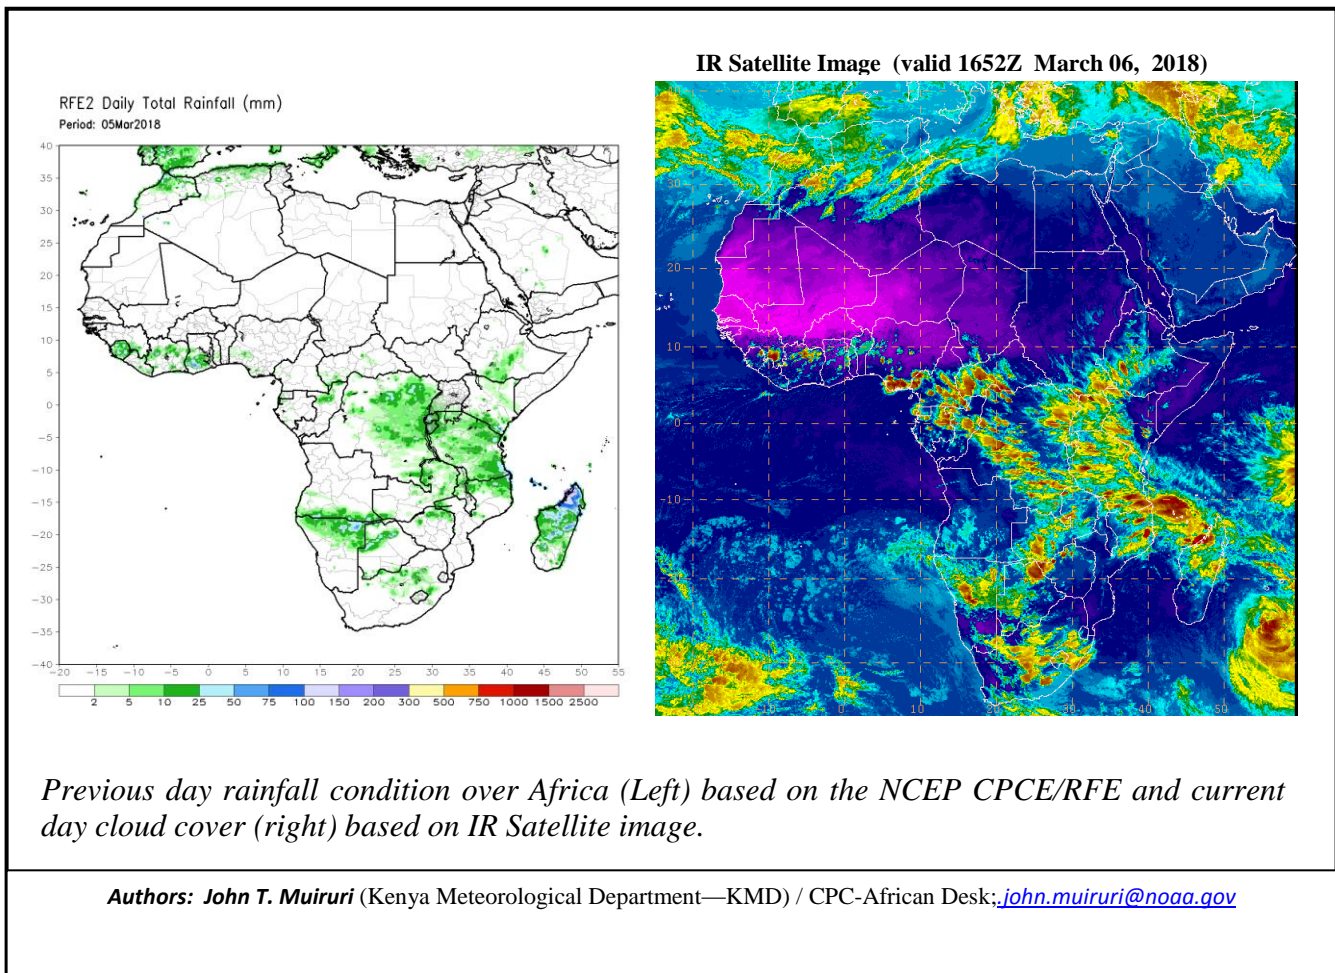 IR Satellite Image (valid 1652Z March 06, 2018)
RFE2 Daily Total Rainfall (mm)
Period: 05Mar2018
40
35
30
25
20
15
10
5
0
-5
-10
-15
-20
-25
-30
-35
-40
-20 -15 -10 -5 0 5 10 15 20 25 30 35 40 45 50 55
2 5 10 25 50 75 100 150 200 300 500 750 1000 1500 2500
30
20
10
0
-10
-10 0 10 20 30 40 50
Previous day rainfall condition over Africa (Left) based on the NCEP CPCE/RFE and current
day cloud cover (right) based on IR Satellite image.
Authors: John T. Muiruri (Kenya Meteorological Department—KMD) / CPC-African Desk;.john.muiruri@noaa.gov